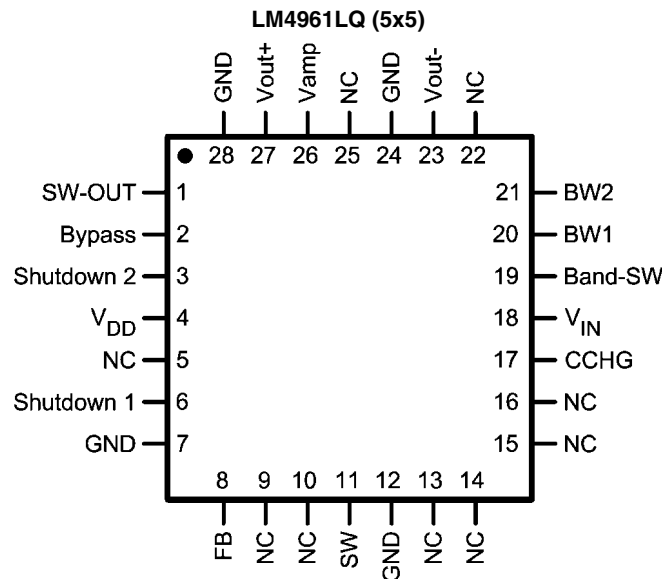 LM4961LQ (5x5)
GND Vout+ Vamp NC GND Vout- NC
28 27 26 25 24 23 22
SW-OUT 1 21 BW2
Bypass 2 20 BW1
Shutdown 2 3 19 Band-SW
VDD 4 18 VIN
NC 5 17 CCHG
Shutdown 1 6 16 NC
GND 7 15 NC
8 9 10 11 12 13 14
FB NC NC SW GND NC NC